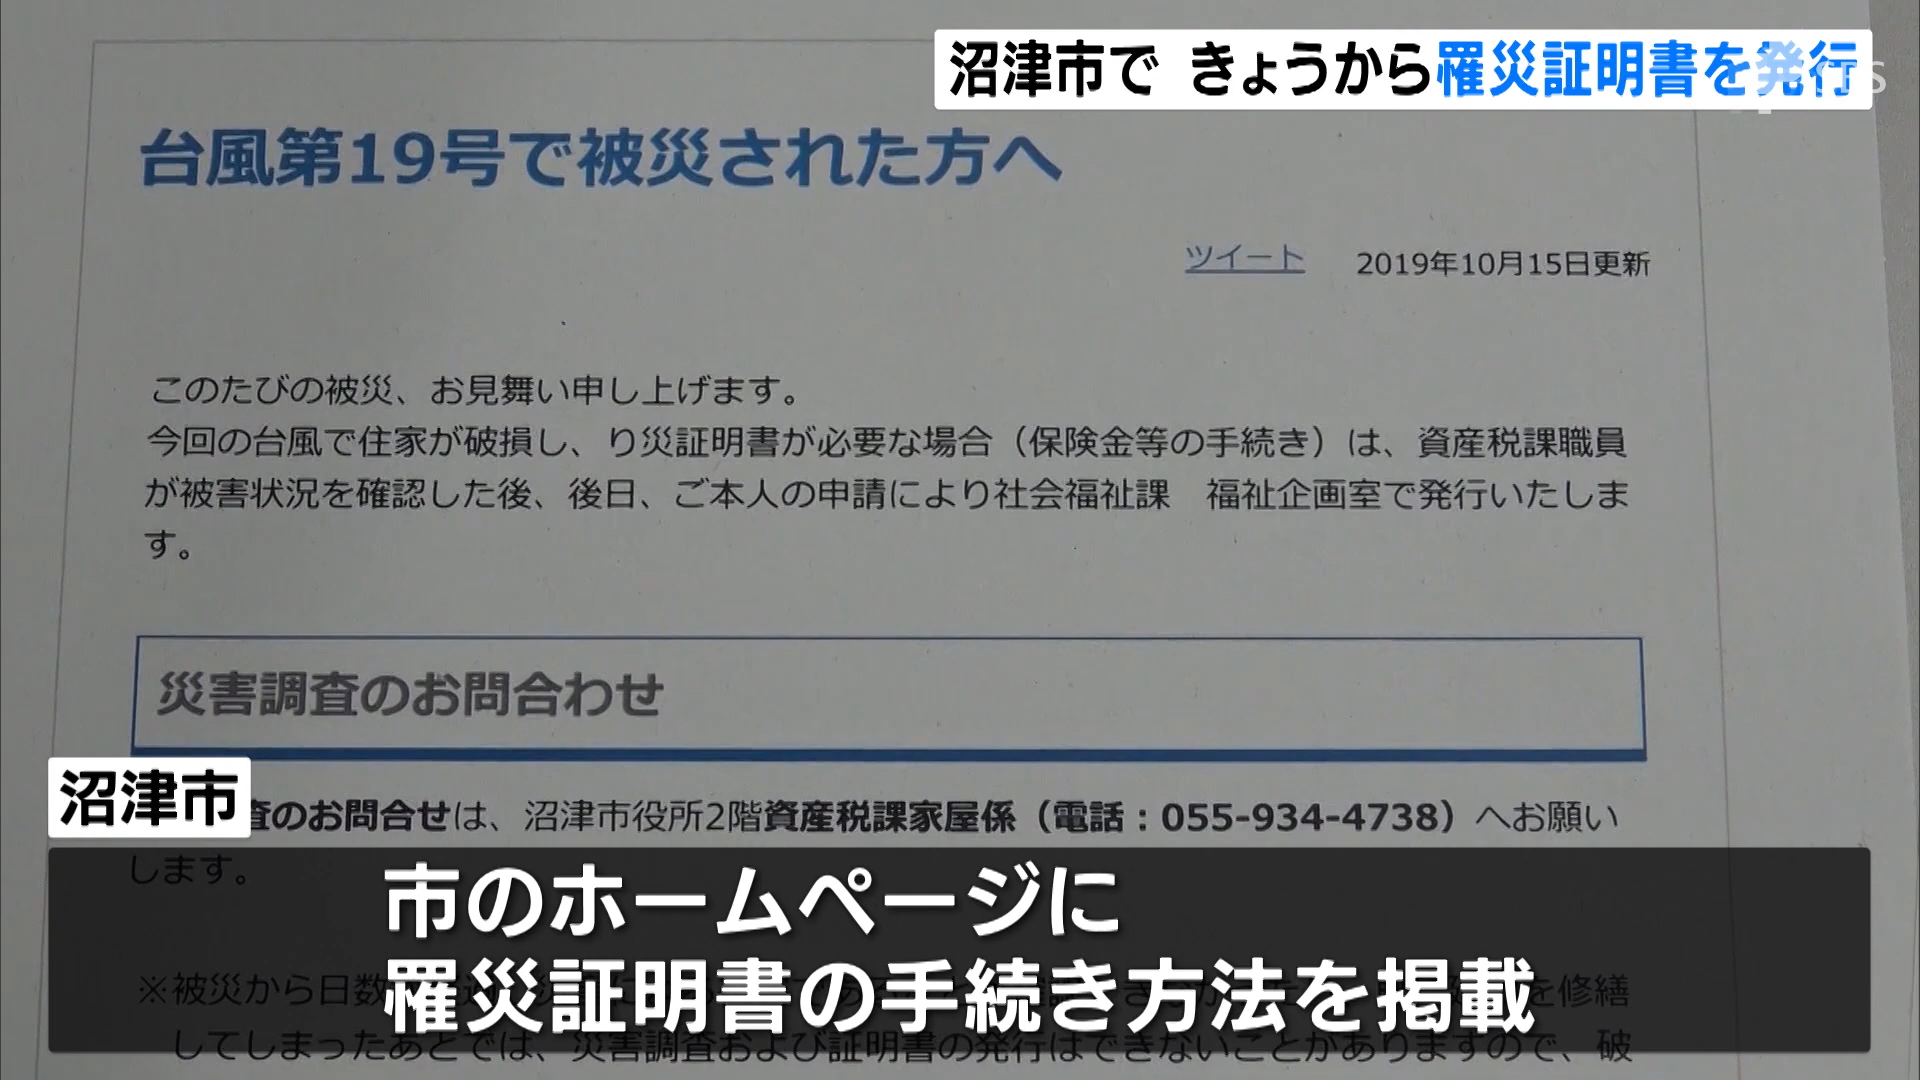 沼津市で きょうから罹災証明書を発行
SBS
台風第19号で被災された方へ
ツイート 2019年10月15日更新
このたびの被災、お見舞い申し上げます。
今回の台風で住家が破損し、り災証明書が必要な場合（保険金等の手続き）は、資産税課職員
が被害状況を確認した後、後日、ご本人の申請により社会福祉課　福祉企画室で発行いたしま
す。
災害調査のお問合わせ
沼津市
査のお問合せは、沼津市役所2階資産税課家屋係（電話：055-934-4738）へお願い
します。
市のホームページに
罹災証明書の手続き方法を掲載
※被災から日数
を修繕
してしまったあとでは、災害調査および証明書の発行はできないことがありますので、破